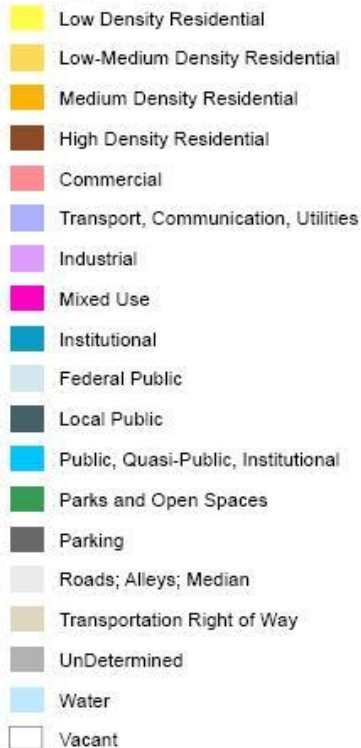 Low Density Residential
Low-Medium Density Residential
Medium Density Residential
High Density Residential
Commercial
Transport, Communication, Utilities
Industrial
Mixed Use
Institutional
Federal Public
Local Public
Public, Quasi-Public, Institutional
Parks and Open Spaces
Parking
Roads; Alleys; Median
Transportation Right of Way
UnDetermined
Water
Vacant